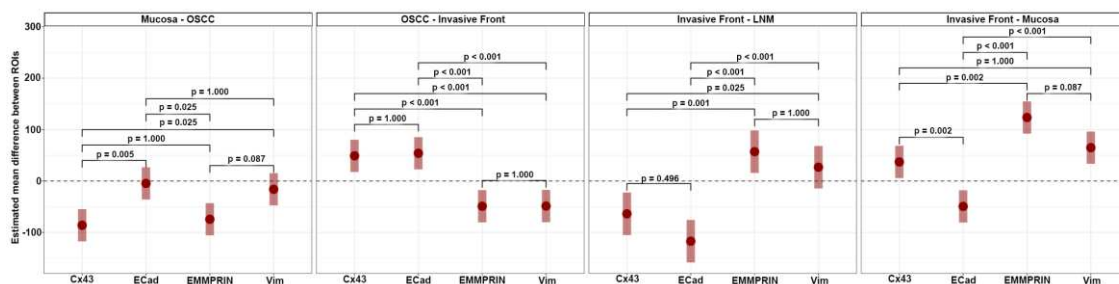 Mucosa - OSCC
OSCC - Invasive Front
Invasive Front - LNM
Invasive Front - Mucosa
Estimated mean difference between ROIs
300
200
100
0
-100
p = 1.000
p = 0.025
p = 0.025
p = 1.000
p = 0.005
p = 0.087
Cx43 ECad EMMPRIN Vim
p < 0.001
p < 0.001
p < 0.001
p < 0.001
p = 1.000
p = 1.000
Cx43 ECad EMMPRIN Vim
p < 0.001
p < 0.001
p = 0.025
p = 0.001
p = 1.000
p = 0.496
Cx43 ECad EMMPRIN Vim
p < 0.001
p < 0.001
p = 1.000
p = 0.002
p = 0.087
p = 0.002
Cx43 ECad EMMPRIN Vim